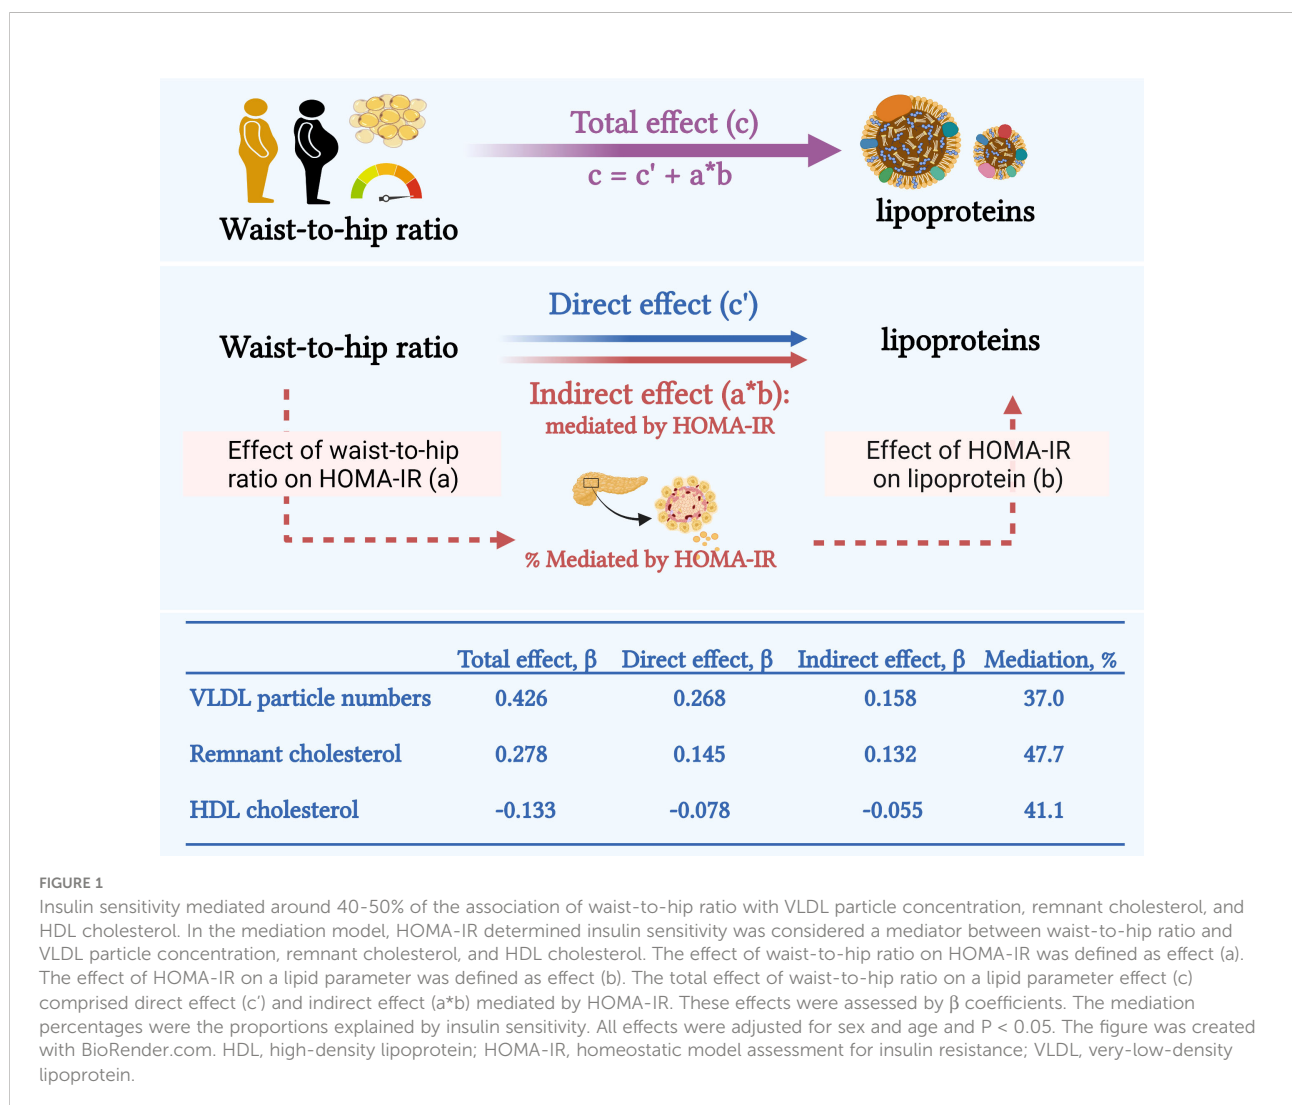 Total effect (c)
c = c' + a*b
Waist-to-hip ratio
lipoproteins
Direct effect (c')
Waist-to-hip ratio
lipoproteins
Indirect effect (a*b):
mediated by HOMA-IR
Effect of waist-to-hip
ratio on HOMA-IR (a)
Effect of HOMA-IR
on lipoprotein (b)
% Mediated by HOMA-IR
Total effect, β Direct effect, β Indirect effect, β Mediation, %
VLDL particle numbers 0.426 0.268 0.158 37.0
Remnant cholesterol 0.278 0.145 0.132 47.7
HDL cholesterol -0.133 -0.078 -0.055 41.1
FIGURE 1
Insulin sensitivity mediated around 40-50% of the association of waist-to-hip ratio with VLDL particle concentration, remnant cholesterol, and
HDL cholesterol. In the mediation model, HOMA-IR determined insulin sensitivity was considered a mediator between waist-to-hip ratio and
VLDL particle concentration, remnant cholesterol, and HDL cholesterol. The effect of waist-to-hip ratio on HOMA-IR was defined as effect (a).
The effect of HOMA-IR on a lipid parameter was defined as effect (b). The total effect of waist-to-hip ratio on a lipid parameter effect (c)
comprised direct effect (c’) and indirect effect (a*b) mediated by HOMA-IR. These effects were assessed by β coefficients. The mediation
percentages were the proportions explained by insulin sensitivity. All effects were adjusted for sex and age and P < 0.05. The figure was created
with BioRender.com. HDL, high-density lipoprotein; HOMA-IR, homeostatic model assessment for insulin resistance; VLDL, very-low-density
lipoprotein.